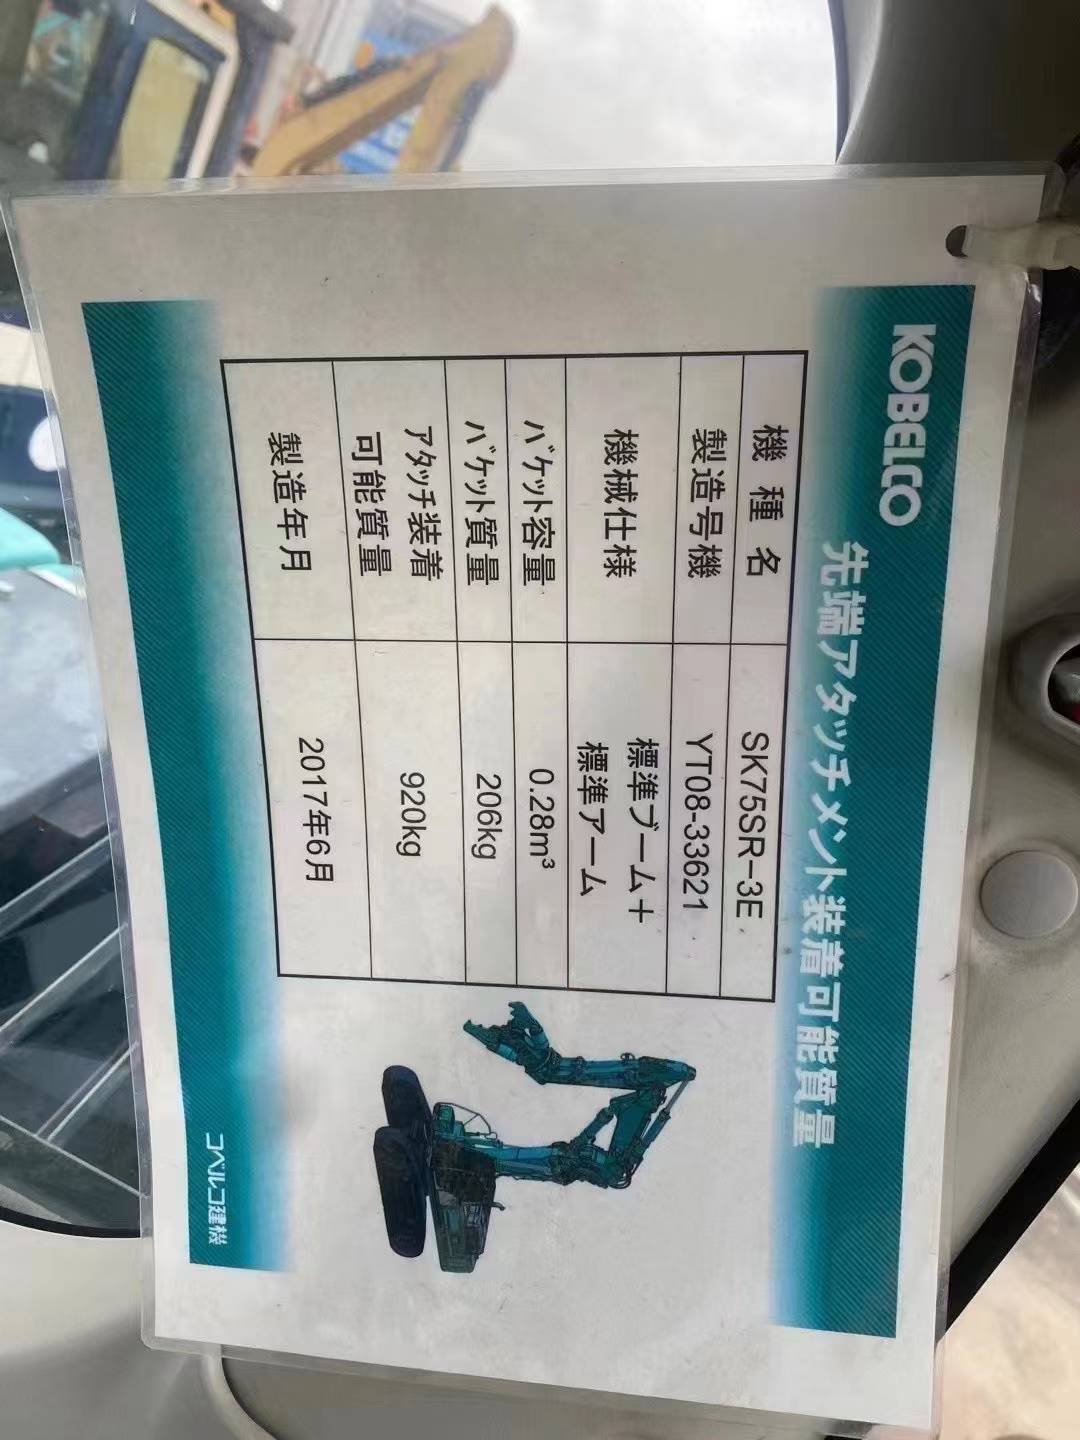 KOBELCO
先端アタッチメント装着可能質量
機 種 名 SK75SR-3E
製造号機 YT08-33621
機械仕様 標準ブーム＋
標準アーム
ﾊﾞｹｯﾄ容量 0.28m³
ﾊﾞｹｯﾄ質量 206kg
ｱﾀｯﾁ装着
可能質量 920kg
製造年月 2017年6月
コベルコ建機